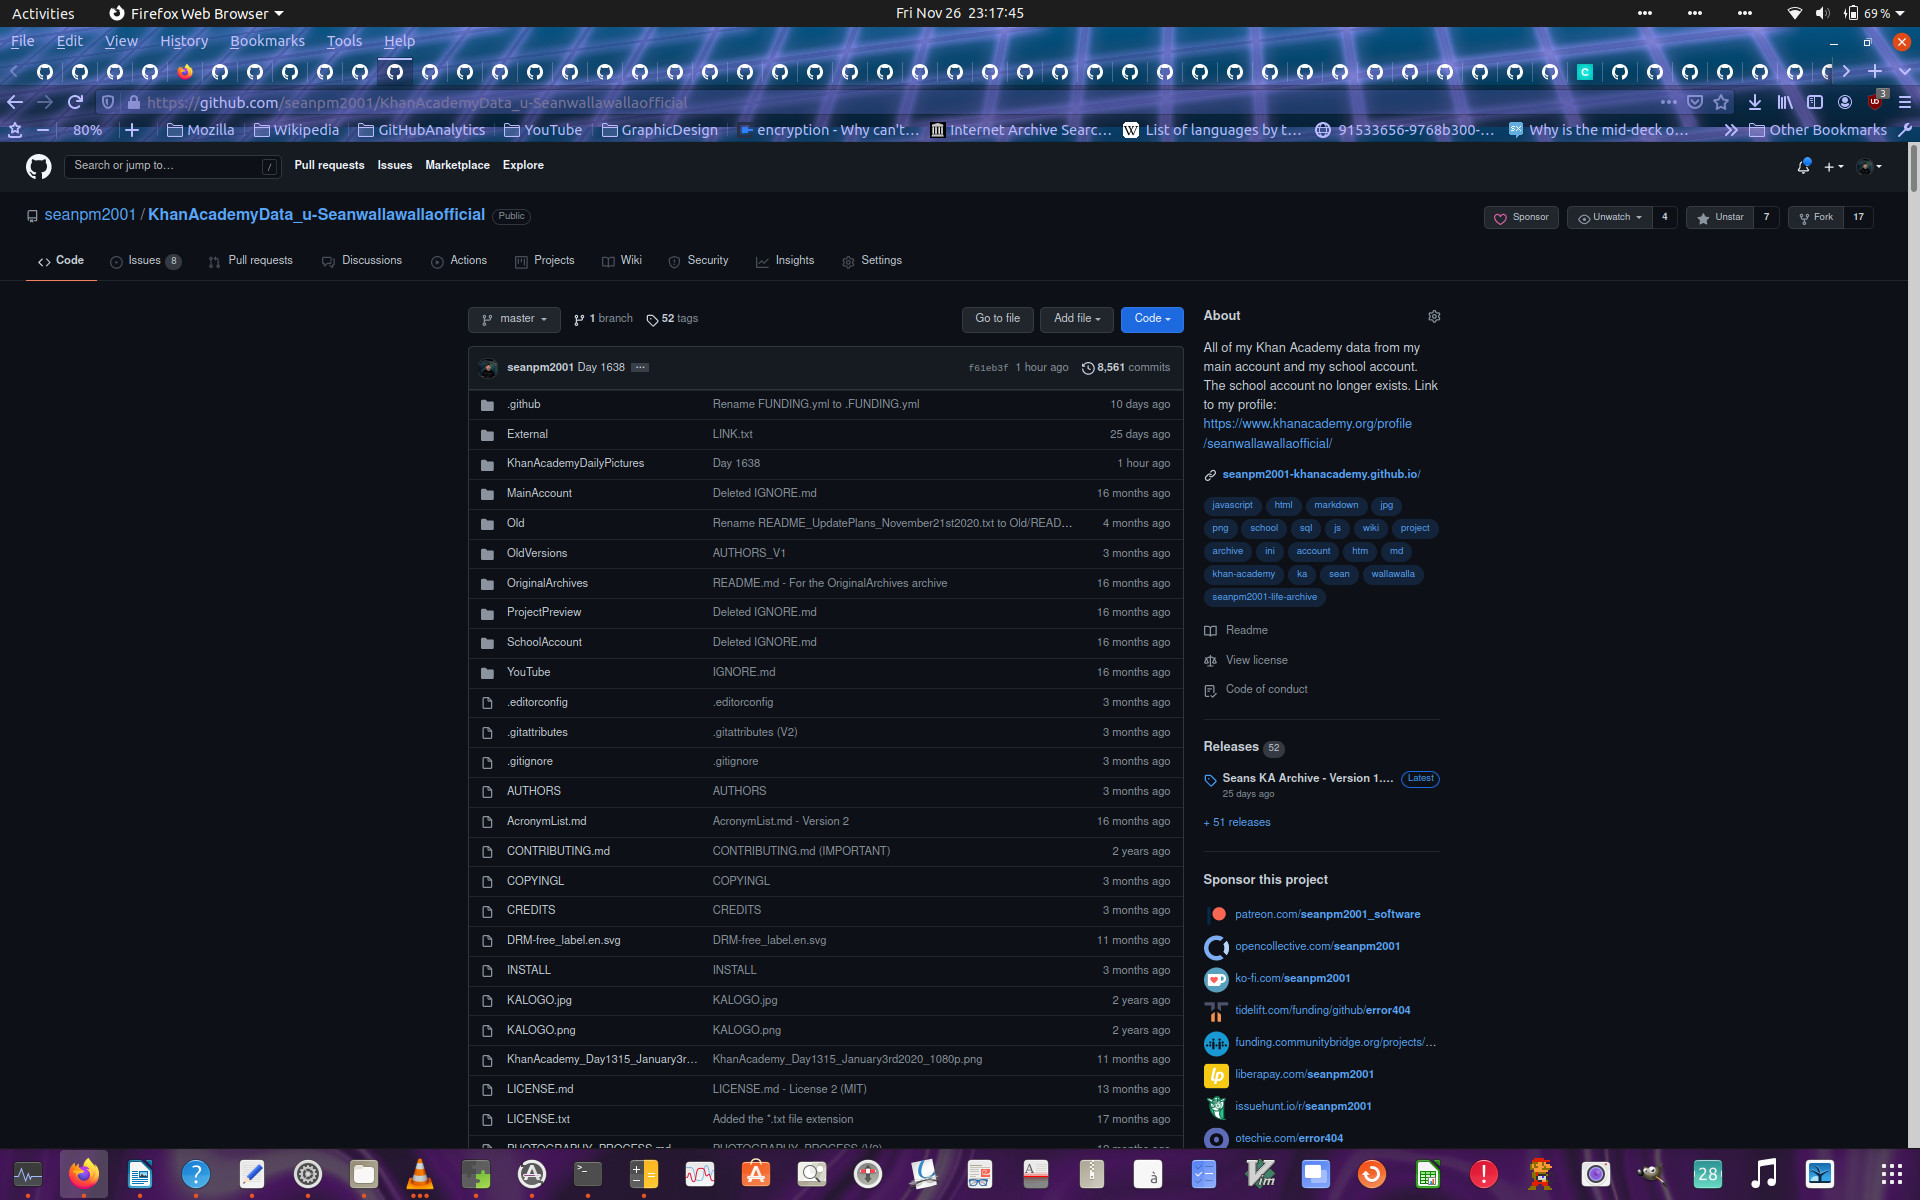 Activities Firefox Web Browser Fri Nov 26 23:17:45 69 %
File Edit View History Bookmarks Tools Help
https://github.com/seanpm2001/KhanAcademyData_u-Seanwallawallaofficial 3
80% Mozilla Wikipedia GitHubAnalytics YouTube GraphicDesign encryption - Why can't… Internet Archive Searc… List of languages by t… 91533656-9768b300-… Why is the mid-deck o… Other Bookmarks
Search or jump to… / Pull requests Issues Marketplace Explore
seanpm2001 / KhanAcademyData_u-Seanwallawallaofficial Public
Sponsor Unwatch 4 Unstar 7 Fork 17
Code Issues 8 Pull requests Discussions Actions Projects Wiki Security Insights Settings
master 1 branch 52 tags Go to file Add file Code
seanpm2001 Day 1638 f61eb3f 1 hour ago 8,561 commits
.github Rename FUNDING.yml to .FUNDING.yml 10 days ago
External LINK.txt 25 days ago
KhanAcademyDailyPictures Day 1638 1 hour ago
MainAccount Deleted IGNORE.md 16 months ago
Old Rename README_UpdatePlans_November21st2020.txt to Old/READ… 4 months ago
OldVersions AUTHORS_V1 3 months ago
OriginalArchives README.md - For the OriginalArchives archive 16 months ago
ProjectPreview Deleted IGNORE.md 16 months ago
SchoolAccount Deleted IGNORE.md 16 months ago
YouTube IGNORE.md 16 months ago
.editorconfig .editorconfig 3 months ago
.gitattributes .gitattributes (V2) 3 months ago
.gitignore .gitignore 3 months ago
AUTHORS AUTHORS 3 months ago
AcronymList.md AcronymList.md - Version 2 16 months ago
CONTRIBUTING.md CONTRIBUTING.md (IMPORTANT) 2 years ago
COPYINGL COPYINGL 3 months ago
CREDITS CREDITS 3 months ago
DRM-free_label.en.svg DRM-free_label.en.svg 11 months ago
INSTALL INSTALL 3 months ago
KALOGO.jpg KALOGO.jpg 2 years ago
KALOGO.png KALOGO.png 2 years ago
KhanAcademy_Day1315_January3r… KhanAcademy_Day1315_January3rd2020_1080p.png 11 months ago
LICENSE.md LICENSE.md - License 2 (MIT) 13 months ago
LICENSE.txt Added the *.txt file extension 17 months ago
About
All of my Khan Academy data from my
main account and my school account.
The school account no longer exists. Link
to my profile:
https://www.khanacademy.org/profile
/seanwallawallaofficial/
seanpm2001-khanacademy.github.io/
javascript html markdown jpg
png school sql js wiki project
archive ini account htm md
khan-academy ka sean wallawalla
seanpm2001-life-archive
Readme
View license
Code of conduct
Releases 52
Seans KA Archive - Version 1.… Latest
25 days ago
+ 51 releases
Sponsor this project
patreon.com/seanpm2001_software
opencollective.com/seanpm2001
ko-fi.com/seanpm2001
tidelift.com/funding/github/error404
funding.communitybridge.org/projects/…
liberapay.com/seanpm2001
issuehunt.io/r/seanpm2001
otechie.com/error404
28